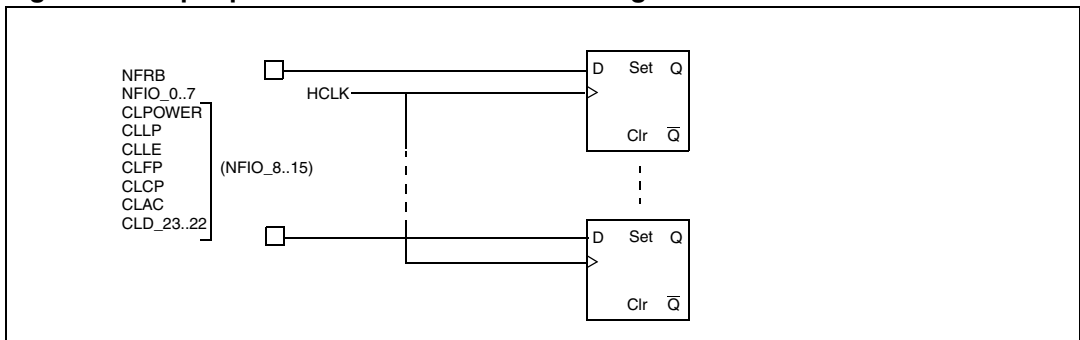 NFRB
NFIO_0..7
CLPOWER
CLLP
CLLE
CLFP
CLCP
CLAC
CLD_23..22
(NFIO_8..15)
HCLK
D Set Q
Clr Q̅
D Set Q
Clr Q̅